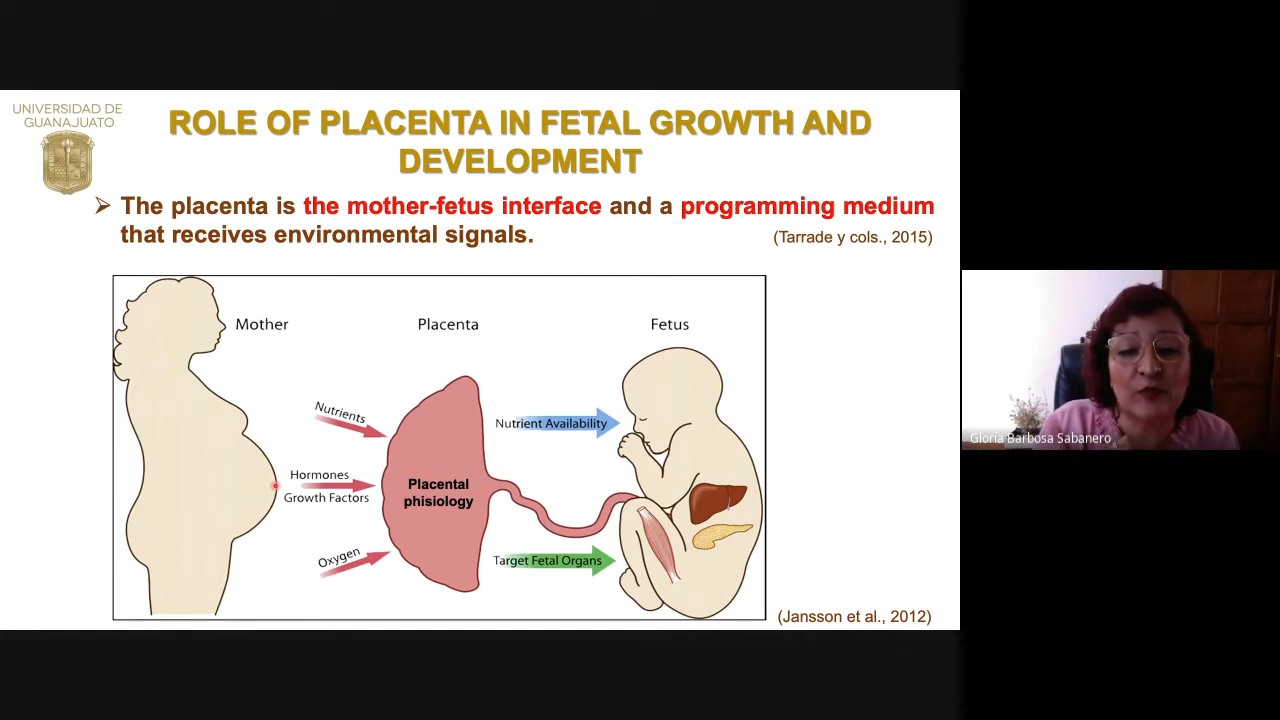 UNIVERSIDAD DE
GUANAJUATO
ROLE OF PLACENTA IN FETAL GROWTH AND
DEVELOPMENT
➢ The placenta is the mother-fetus interface and a programming medium
that receives environmental signals.
(Tarrade y cols., 2015)
Mother
Placenta
Fetus
Nutrients
Nutrient Availability
Hormones
Growth Factors
Placental
phisiology
Oxygen
Target Fetal Organs
(Jansson et al., 2012)
Gloria Barbosa Sabanero